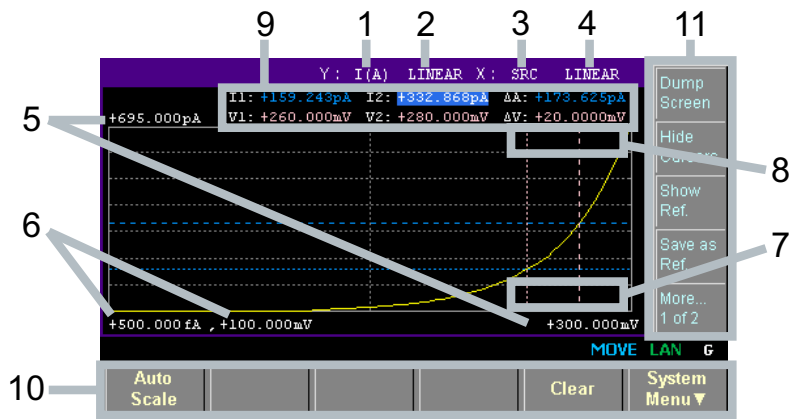 9 1 2 3 4 11
Y: I(A) LINEAR X: SRC LINEAR
I1: +159.243pA I2: +332.868pA ΔA: +173.625pA
V1: +260.000mV V2: +280.000mV ΔV: +20.0000mV
+695.000pA
5
6
8
7
+500.000 fA , +100.000mV +300.000mV
MOVE LAN G
Dump
Screen
Hide
Cursors
Show
Ref.
Save as
Ref.
More...
1 of 2
10
Auto
Scale
Clear
System
Menu▼